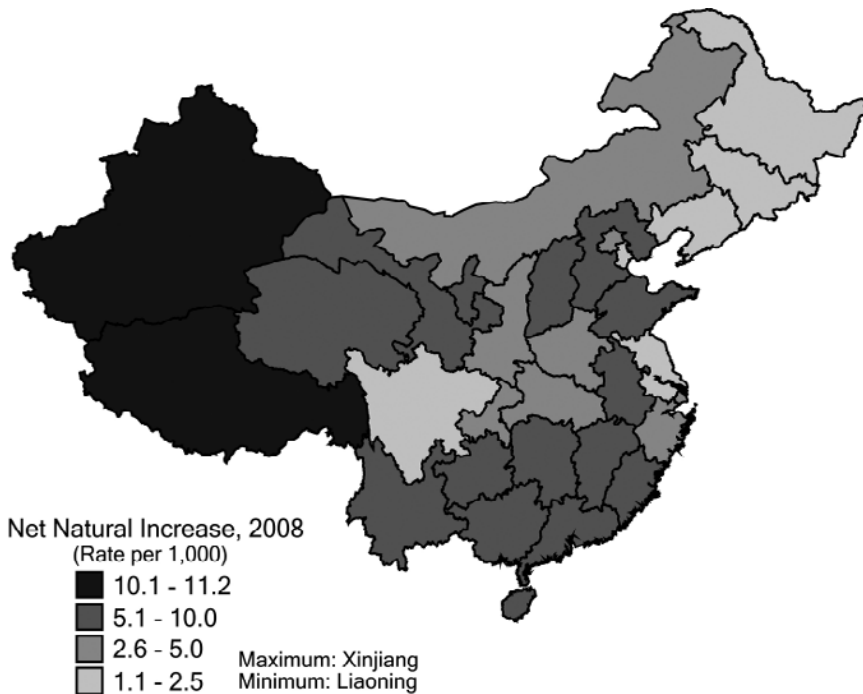 Net Natural Increase, 2008
(Rate per 1,000)
10.1 - 11.2
5.1 - 10.0
2.6 - 5.0
1.1 - 2.5
Maximum: Xinjiang
Minimum: Liaoning